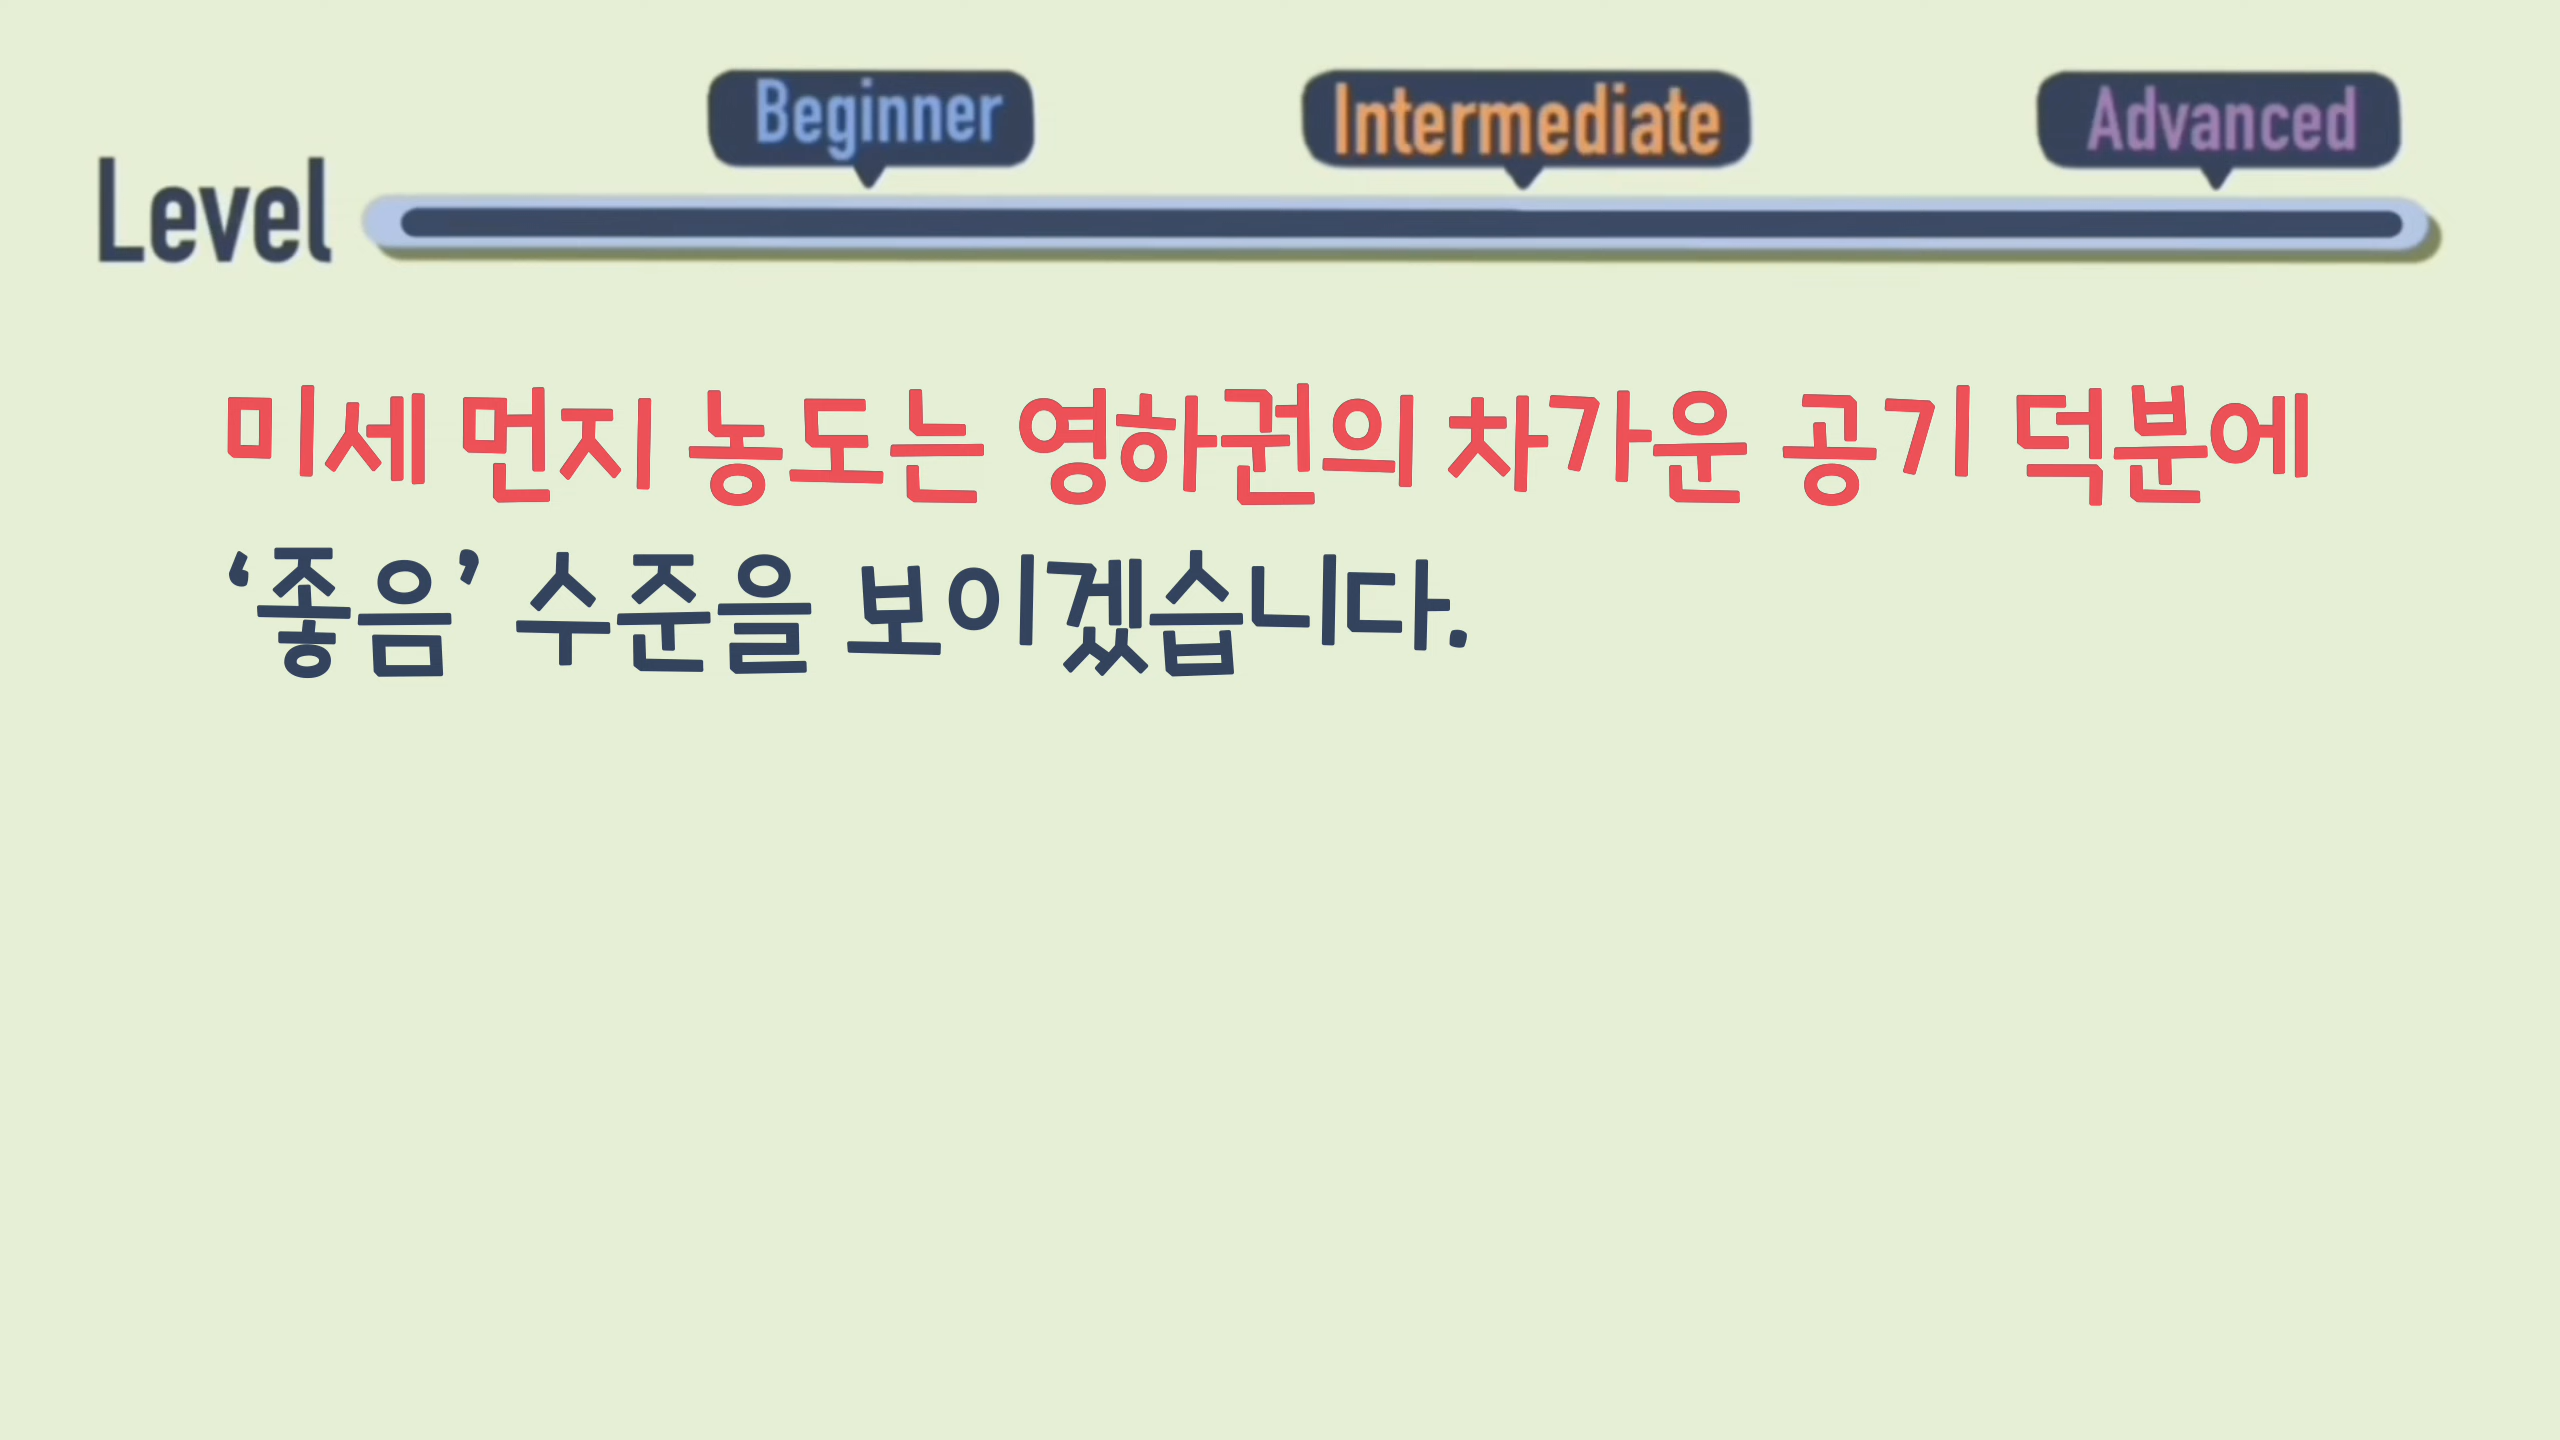 Beginner Intermediate Advanced
Level
미세 먼지 농도는 영하권의 차가운 공기 덕분에
‘좋음’ 수준을 보이겠습니다.